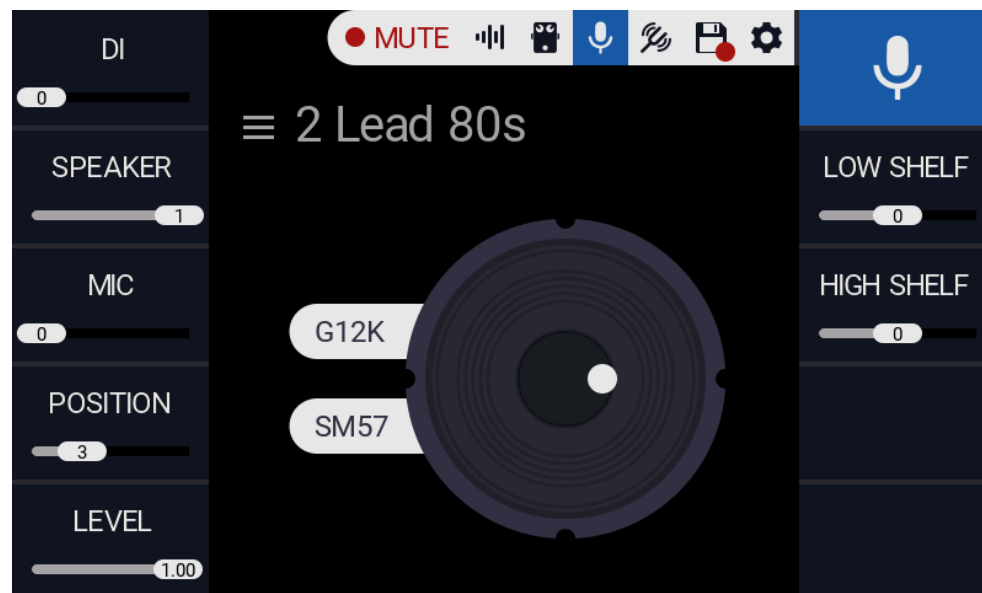 MUTE
2 Lead 80s
DI
0
SPEAKER
1
MIC
0
POSITION
3
LEVEL
1.00
G12K
SM57
LOW SHELF
0
HIGH SHELF
0